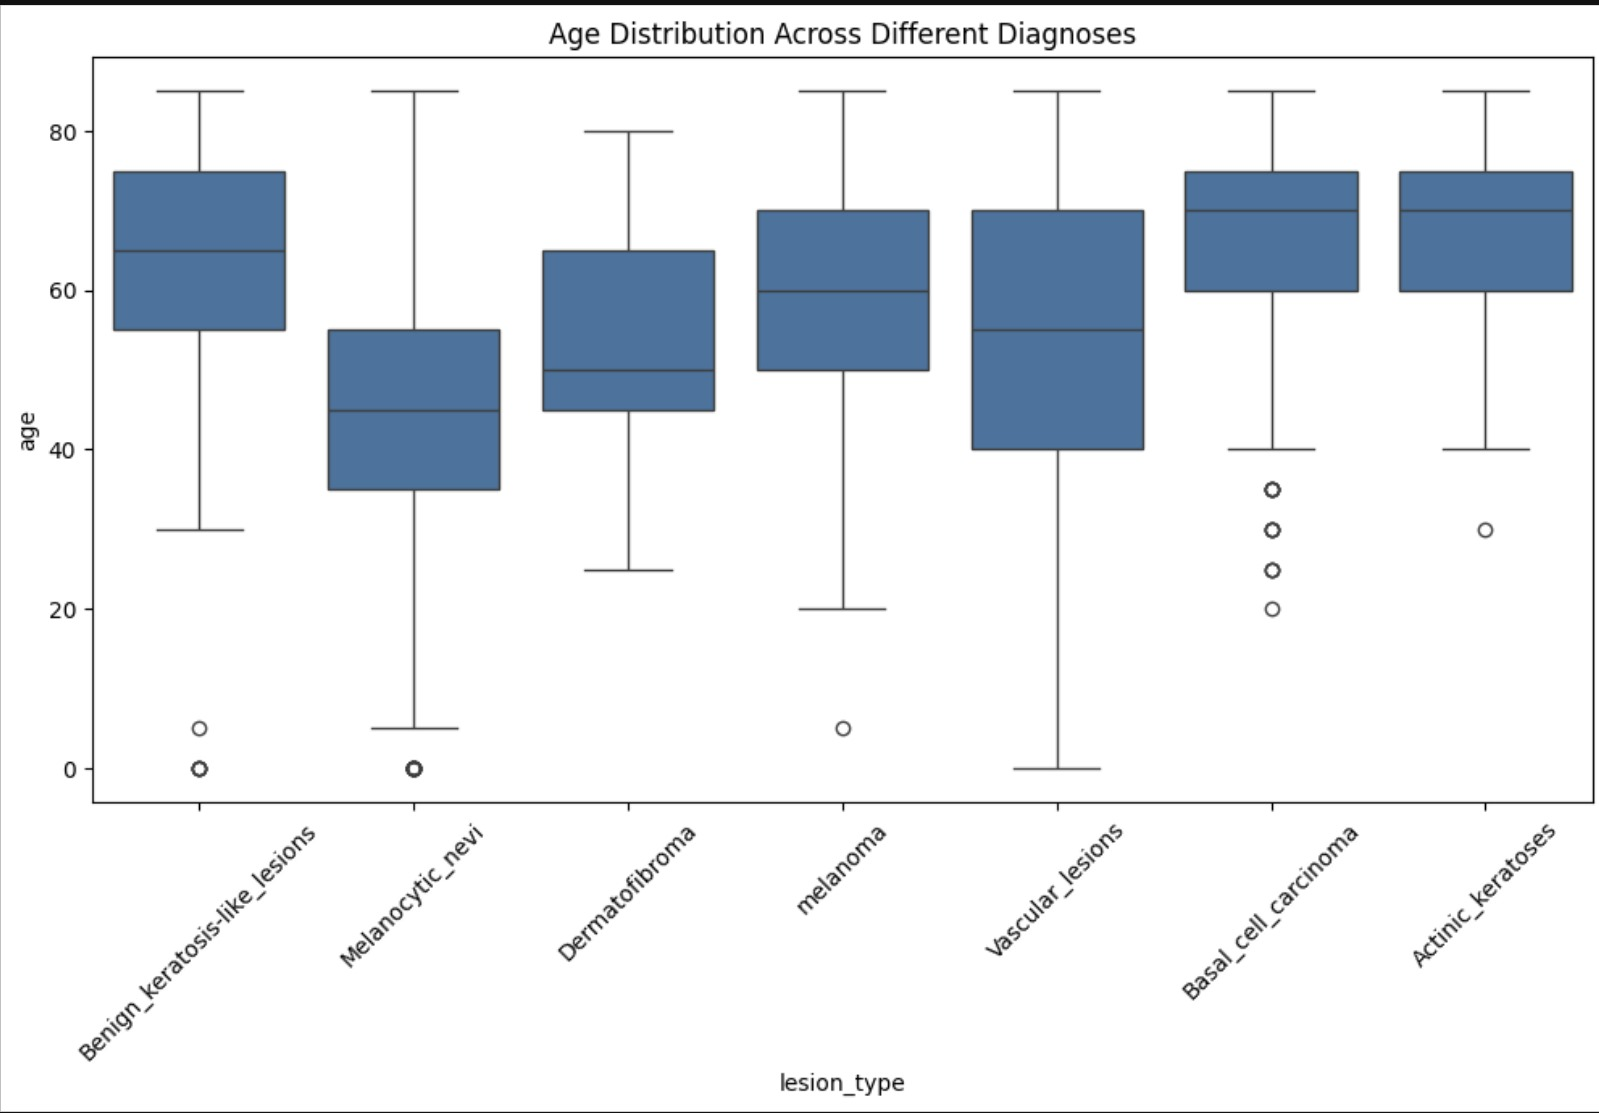 Age Distribution Across Different Diagnoses
age
80
60
40
20
0
Benign_keratosis-like_lesions
Melanocytic_nevi
Dermatofibroma
melanoma
Vascular_lesions
Basal_cell_carcinoma
Actinic_keratoses
lesion_type